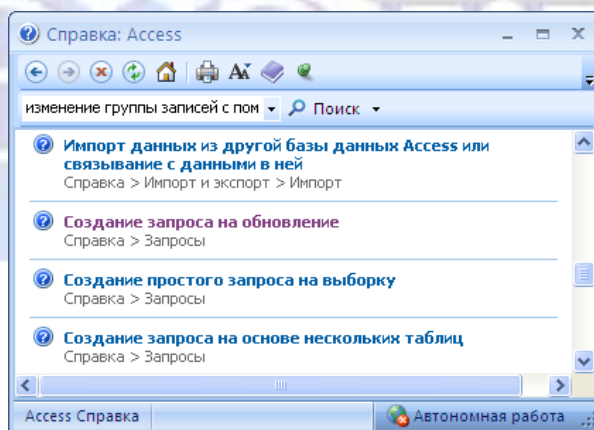 Справка: Access
изменение группы записей с пом
Поиск
Импорт данных из другой базы данных Access или
связывание с данными в ней
Справка > Импорт и экспорт > Импорт
Создание запроса на обновление
Справка > Запросы
Создание простого запроса на выборку
Справка > Запросы
Создание запроса на основе нескольких таблиц
Справка > Запросы
Access Справка
Автономная работа